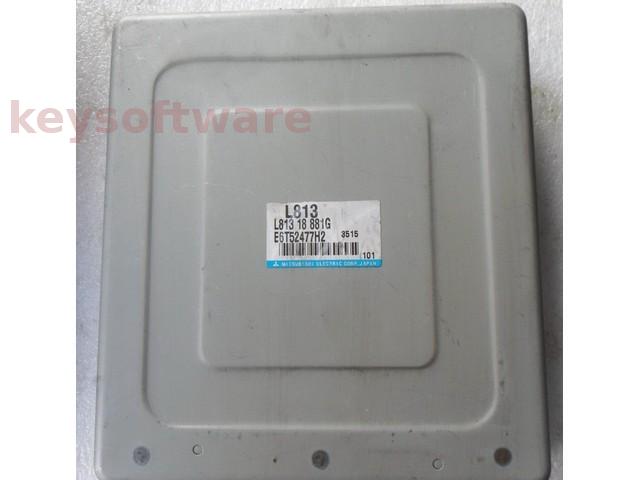 keysoftware
L813
L813 18 881G
E6T52477H2 3515
101
MITSUBISHI ELECTRIC CORP. JAPAN